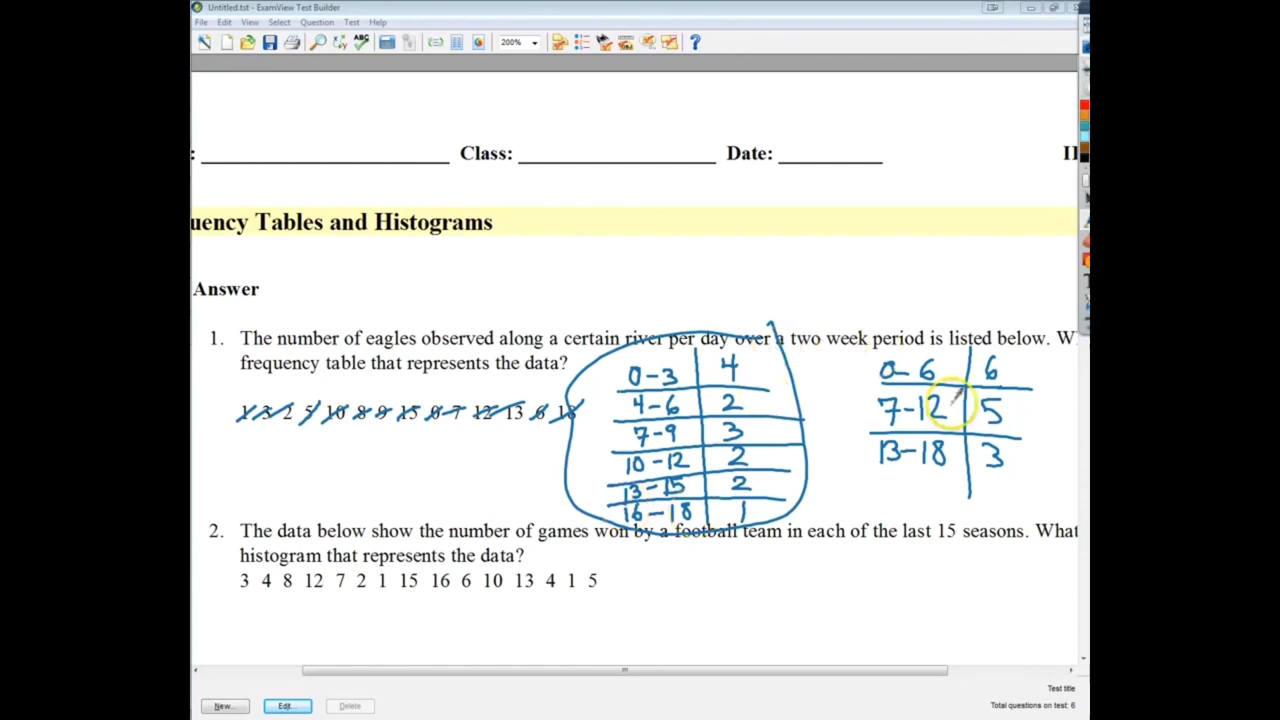 Untitled.tst - ExamView Test Builder
File Edit View Select Question Test Help
200%
: Class: Date: II
uency Tables and Histograms
Answer
1. The number of eagles observed along a certain river per day over a two week period is listed below. W
frequency table that represents the data?
1 3 2 5 10 8 9 15 0 7 12 13 6 18
0-3 4
4-6 2
7-9 3
10-12 2
13-15 2
16-18 1
0-6 6
7-12 5
13-18 3
2. The data below show the number of games won by a football team in each of the last 15 seasons. What
histogram that represents the data?
3 4 8 12 7 2 1 15 16 6 10 13 4 1 5
New... Edit... Delete
Test title
Total questions on test: 6